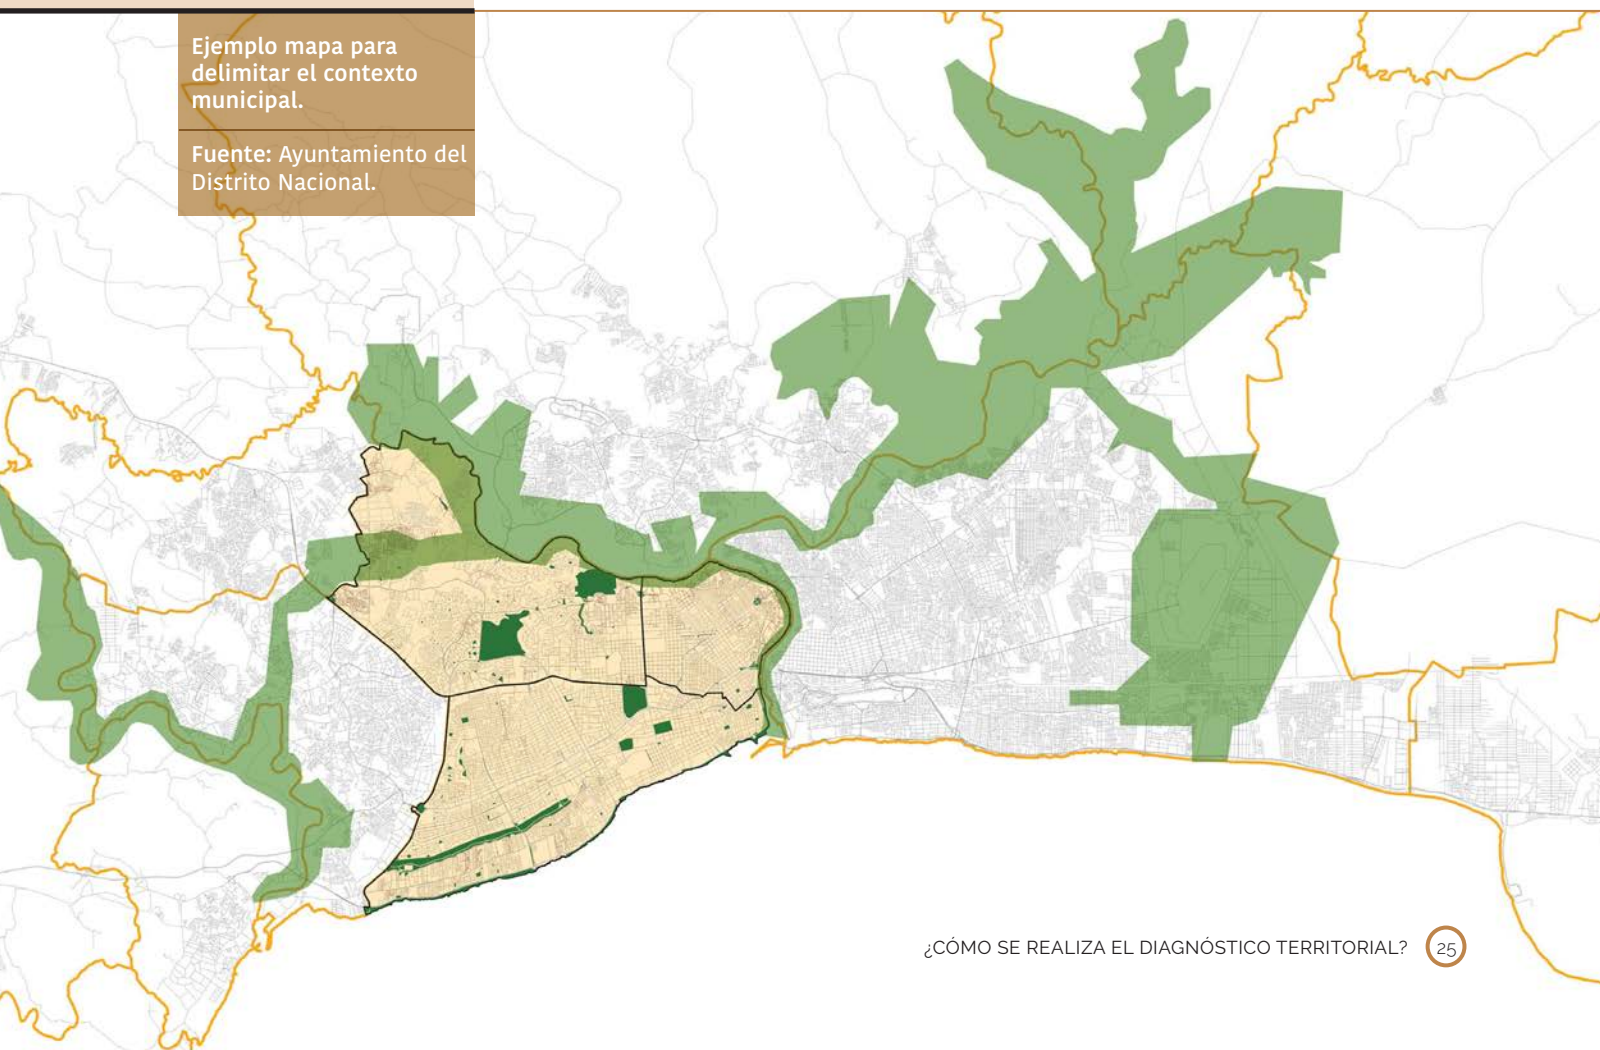 Ejemplo mapa para
delimitar el contexto
municipal.
Fuente: Ayuntamiento del
Distrito Nacional.
¿CÓMO SE REALIZA EL DIAGNÓSTICO TERRITORIAL? 25